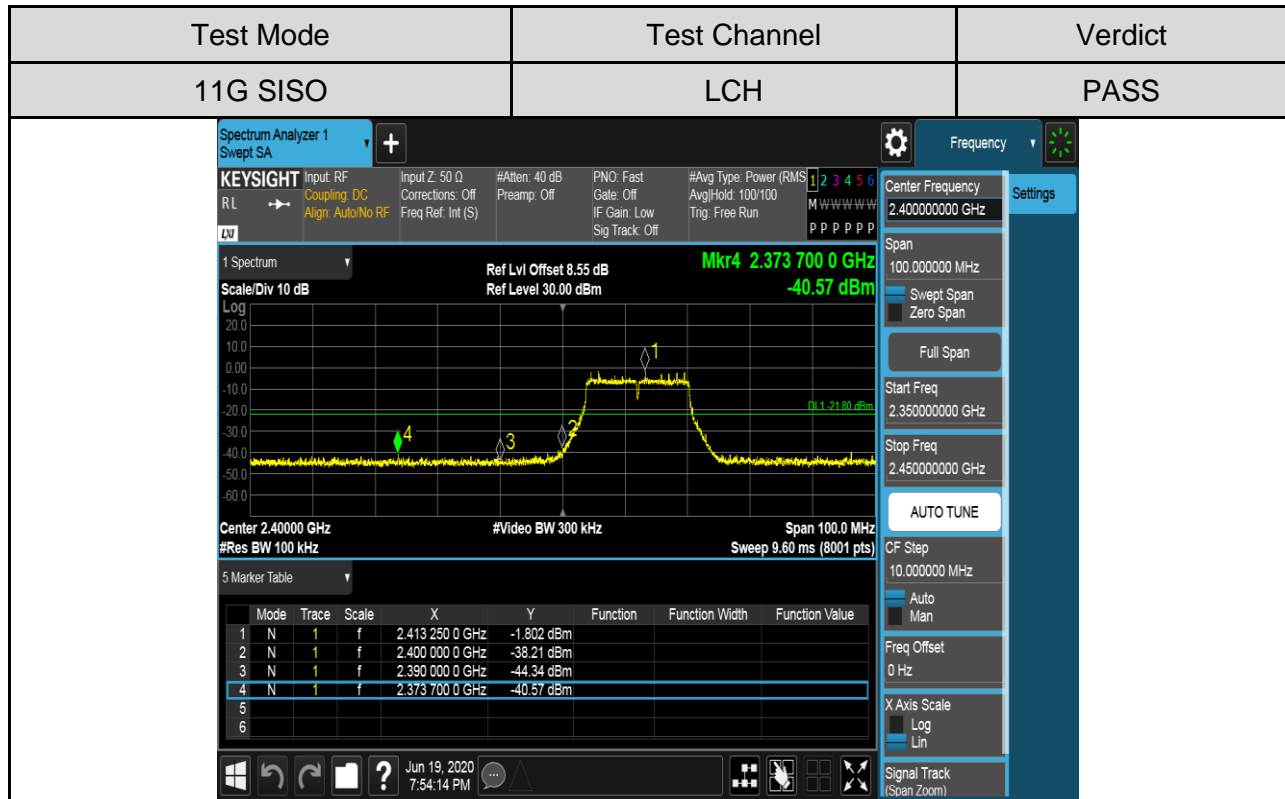 Test Mode Test Channel Verdict
11G SISO LCH PASS
Spectrum Analyzer 1
Swept SA
+
Frequency
KEYSIGHT Input: RF Input Z: 50 Ω #Atten: 40 dB PNO: Fast #Avg Type: Power (RMS 1 2 3 4 5 6
RL Coupling: DC Corrections: Off Preamp: Off Gate: Off Avg|Hold: 100/100 M W W W W W
Align: Auto/No RF Freq Ref: Int (S) IF Gain: Low Trig: Free Run
LXI Sig Track: Off P P P P P P
1 Spectrum
Ref Lvl Offset 8.55 dB
Mkr4 2.373 700 0 GHz
Scale/Div 10 dB Ref Level 30.00 dBm -40.57 dBm
Log
20.0
10.0
1
0.00
-10.0
DL1 -21.80 dBm
-20.0
-30.0
4 3 2
-40.0
-50.0
-60.0
Center 2.40000 GHz #Video BW 300 kHz Span 100.0 MHz
#Res BW 100 kHz Sweep 9.60 ms (8001 pts)
5 Marker Table
Mode Trace Scale X Y Function Function Width Function Value
1 N 1 f 2.413 250 0 GHz -1.802 dBm
2 N 1 f 2.400 000 0 GHz -38.21 dBm
3 N 1 f 2.390 000 0 GHz -44.34 dBm
4 N 1 f 2.373 700 0 GHz -40.57 dBm
5
6
Center Frequency
2.40000000 GHz
Settings
Span
100.000000 MHz
Swept Span
Zero Span
Full Span
Start Freq
2.350000000 GHz
Stop Freq
2.450000000 GHz
AUTO TUNE
CF Step
10.000000 MHz
Auto
Man
Freq Offset
0 Hz
X Axis Scale
Log
Lin
Signal Track
(Span Zoom)
?
Jun 19, 2020
7:54:14 PM